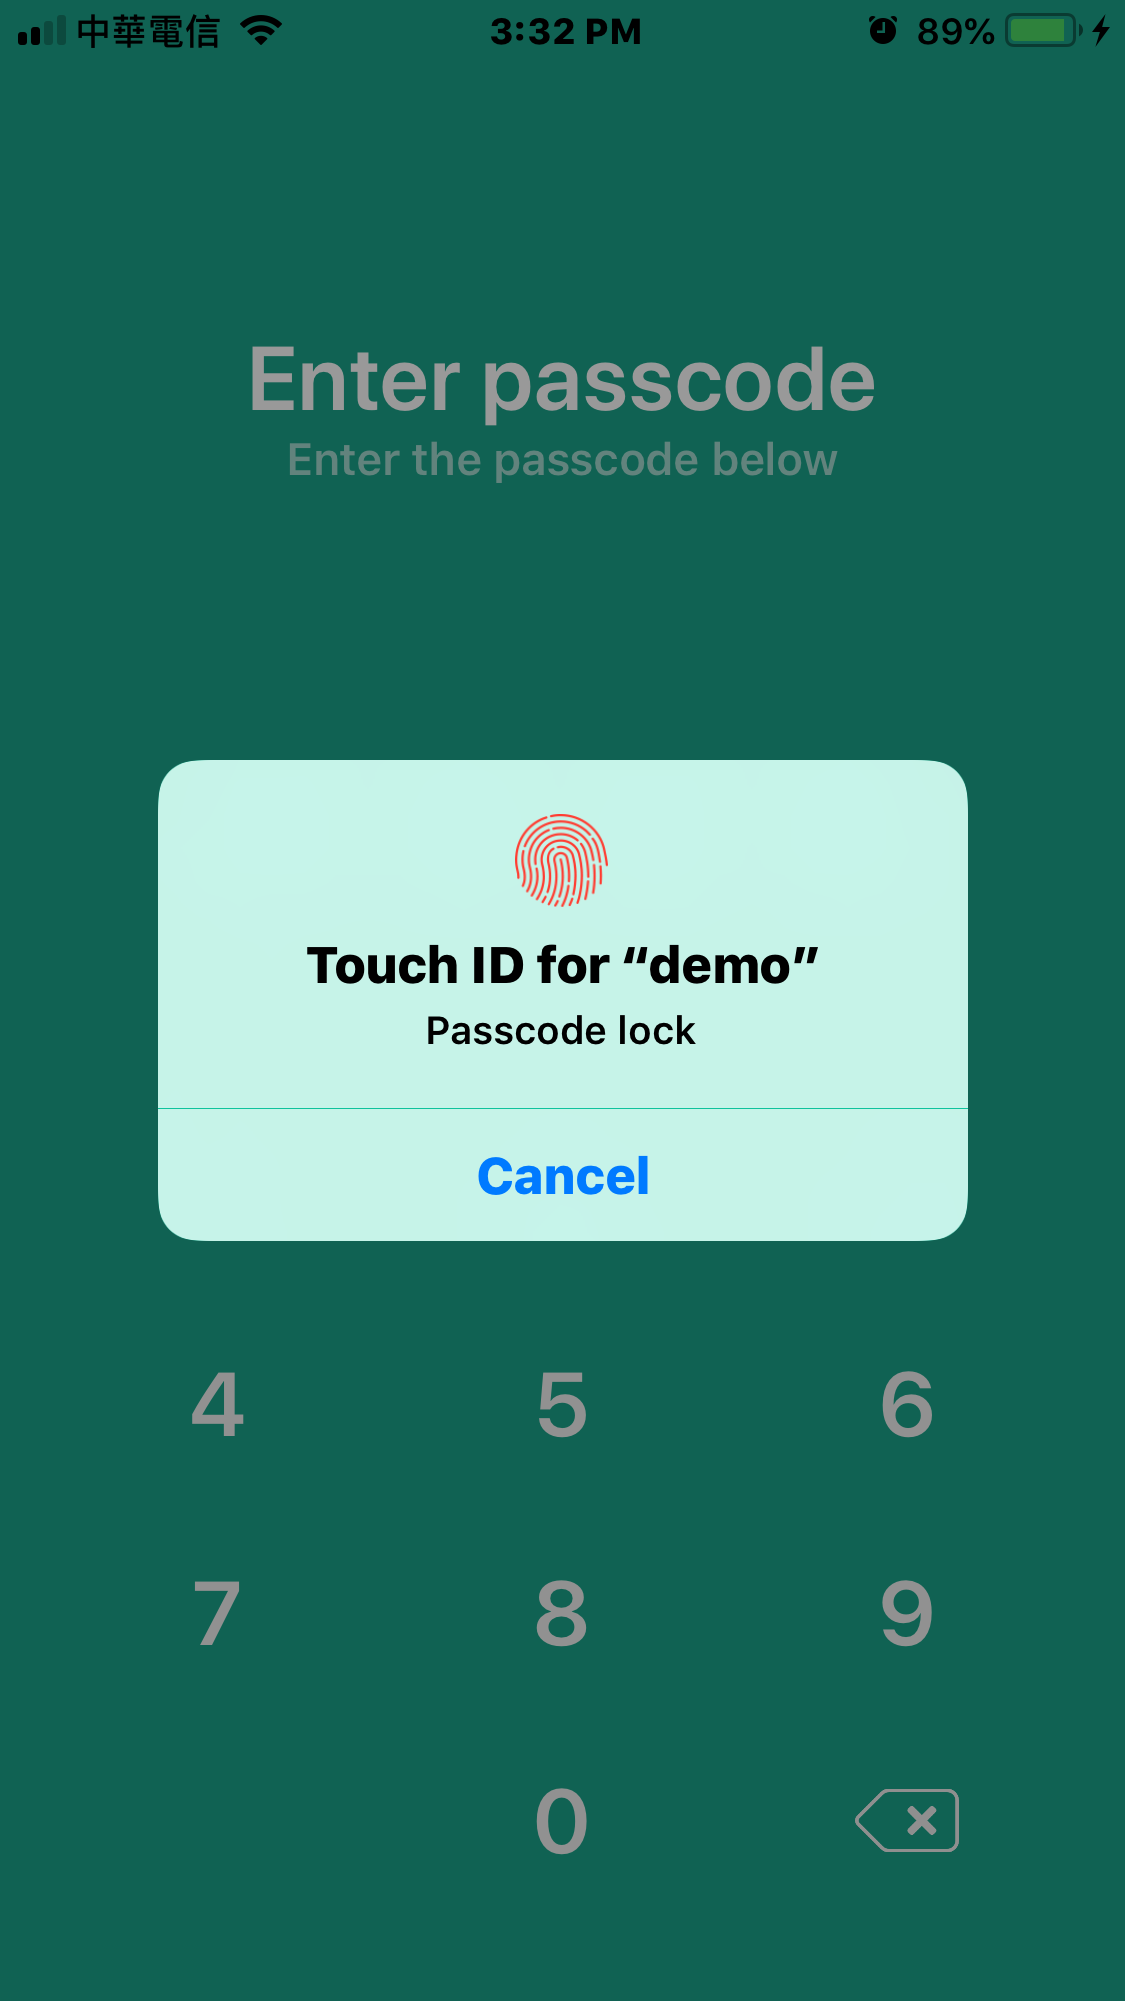 中華電信 3:32 PM 89%
Enter passcode
Enter the passcode below
Touch ID for “demo”
Passcode lock
Cancel
4 5 6
7 8 9
0